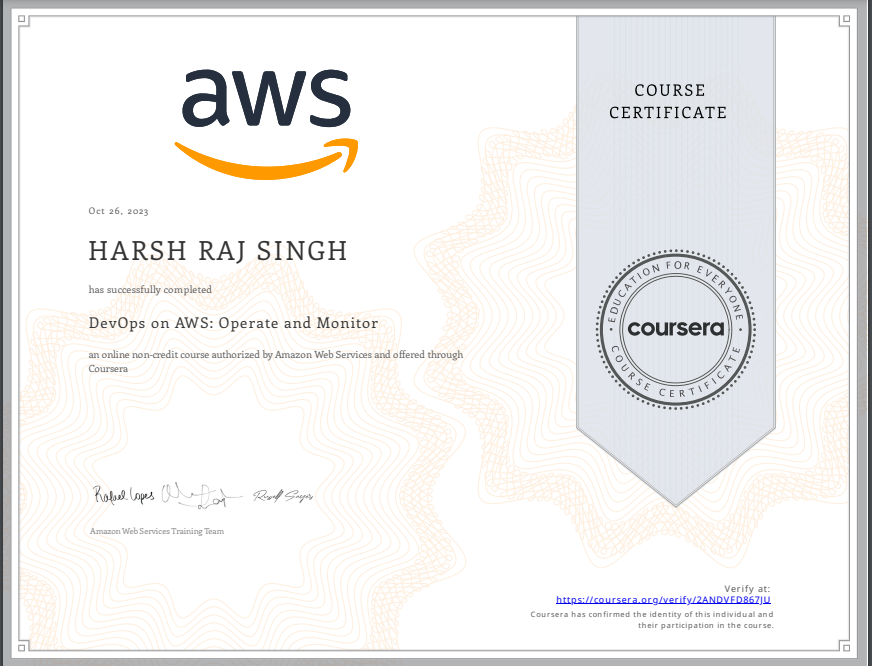 aws
COURSE
CERTIFICATE
Oct 26, 2023
HARSH RAJ SINGH
has successfully completed
DevOps on AWS: Operate and Monitor
an online non-credit course authorized by Amazon Web Services and offered through
Coursera
EDUCATION FOR EVERYONE
coursera
COURSE CERTIFICATE
Rafael Lopes
Russell Sayers
Amazon Web Services Training Team
Verify at:
https://coursera.org/verify/2ANDVFD867JU
Coursera has confirmed the identity of this individual and
their participation in the course.